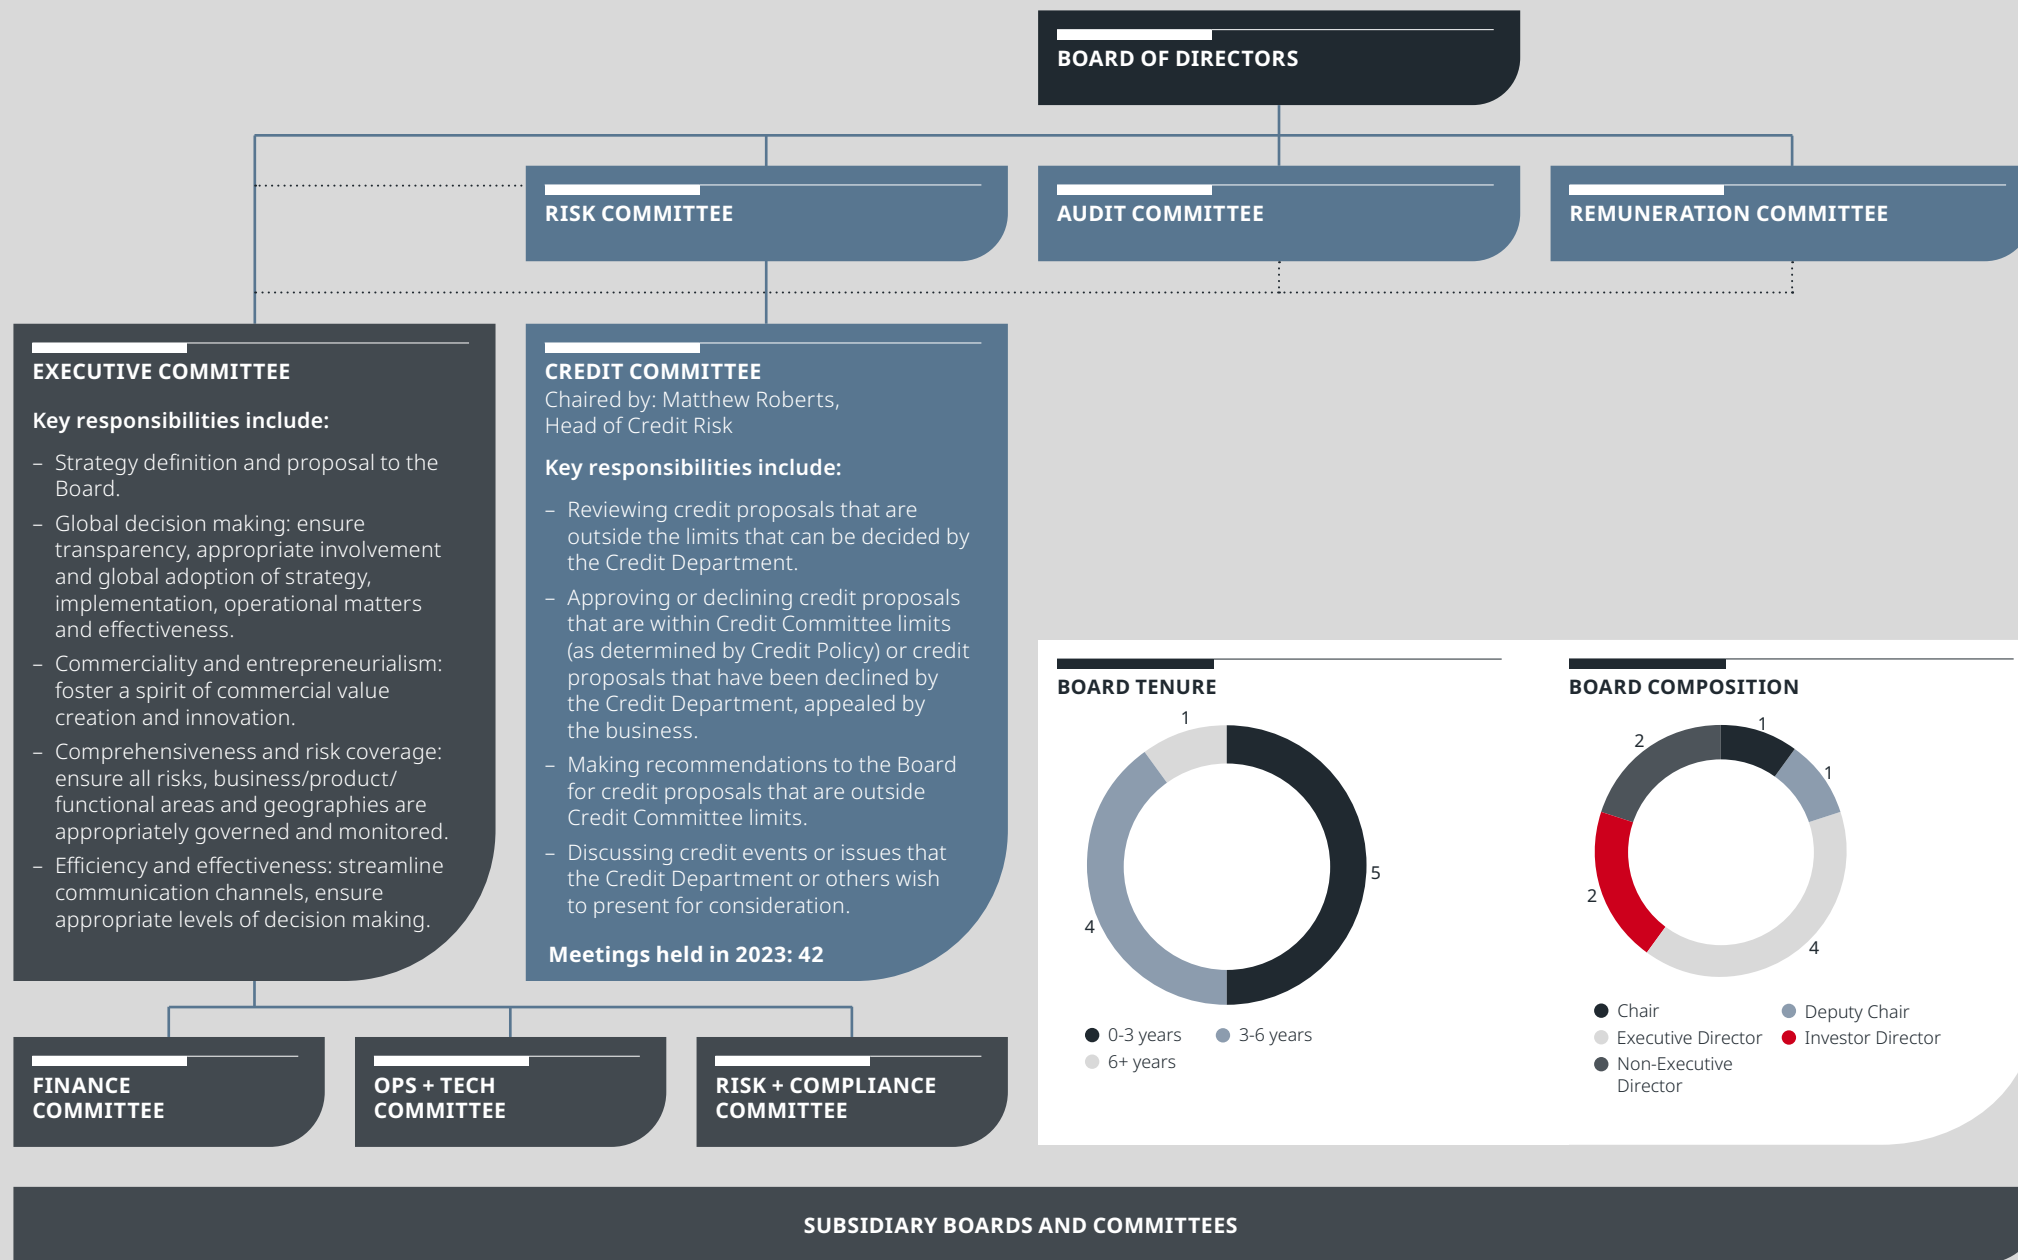 BOARD OF DIRECTORS
RISK COMMITTEE
AUDIT COMMITTEE
REMUNERATION COMMITTEE
EXECUTIVE COMMITTEE
Key responsibilities include:
– Strategy definition and proposal to the
Board.
– Global decision making: ensure
transparency, appropriate involvement
and global adoption of strategy,
implementation, operational matters
and effectiveness.
– Commerciality and entrepreneurialism:
foster a spirit of commercial value
creation and innovation.
– Comprehensiveness and risk coverage:
ensure all risks, business/product/
functional areas and geographies are
appropriately governed and monitored.
– Efficiency and effectiveness: streamline
communication channels, ensure
appropriate levels of decision making.
CREDIT COMMITTEE
Chaired by: Matthew Roberts,
Head of Credit Risk
Key responsibilities include:
– Reviewing credit proposals that are
outside the limits that can be decided by
the Credit Department.
– Approving or declining credit proposals
that are within Credit Committee limits
(as determined by Credit Policy) or credit
proposals that have been declined by
the Credit Department, appealed by
the business.
– Making recommendations to the Board
for credit proposals that are outside
Credit Committee limits.
– Discussing credit events or issues that
the Credit Department or others wish
to present for consideration.
Meetings held in 2023: 42
BOARD TENURE
1
5
4
0-3 years
3-6 years
6+ years
BOARD COMPOSITION
1
2
1
2
4
Chair
Deputy Chair
Executive Director
Investor Director
Non-Executive
Director
FINANCE
COMMITTEE
OPS + TECH
COMMITTEE
RISK + COMPLIANCE
COMMITTEE
SUBSIDIARY BOARDS AND COMMITTEES